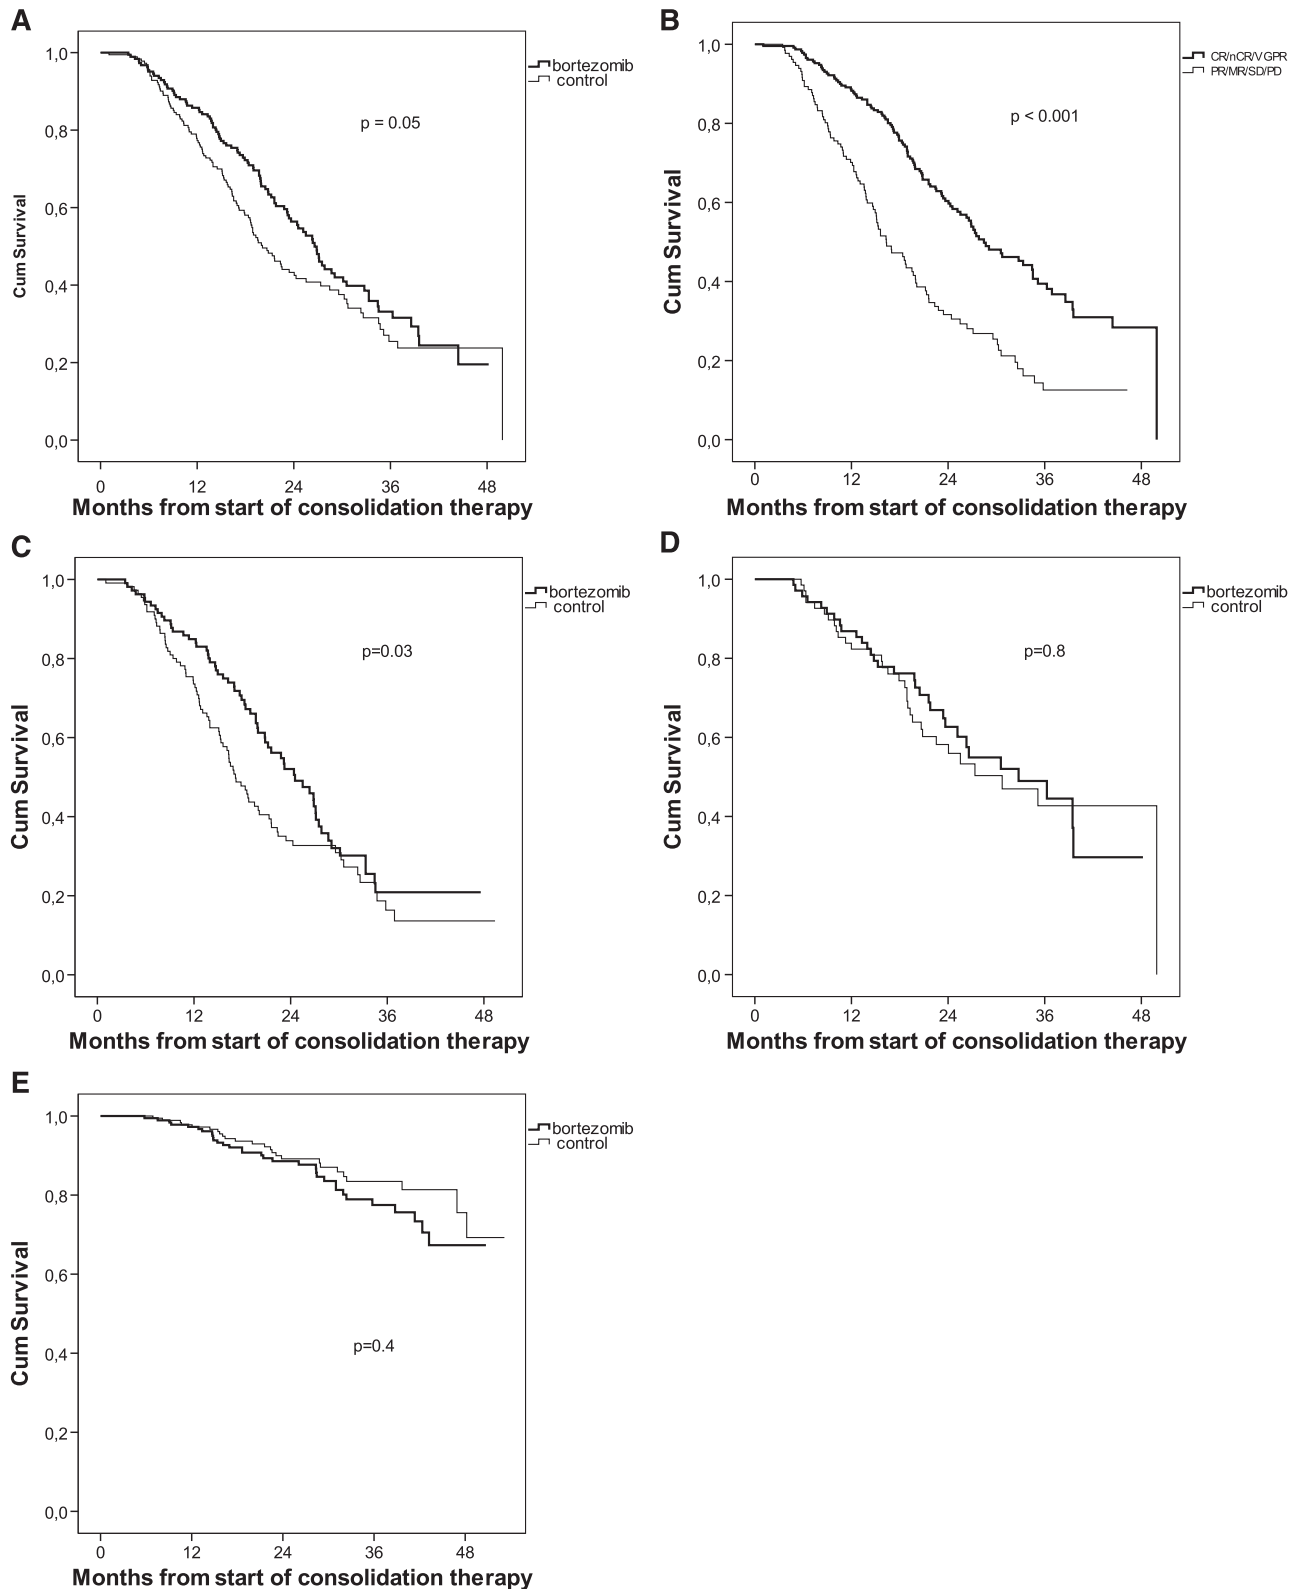 A
1,0
0,8
0,6
0,4
0,2
0,0
Cum Survival
p = 0.05
bortezomib
control
0 12 24 36 48
Months from start of consolidation therapy
B
1,0
0,8
0,6
0,4
0,2
0,0
Cum Survival
p < 0.001
CR/nCR/VGPR
PR/MR/SD/PD
0 12 24 36 48
Months from start of consolidation therapy
C
1,0
0,8
0,6
0,4
0,2
0,0
Cum Survival
p=0.03
bortezomib
control
0 12 24 36 48
Months from start of consolidation therapy
D
1,0
0,8
0,6
0,4
0,2
0,0
Cum Survival
p=0.8
bortezomib
control
0 12 24 36 48
Months from start of consolidation therapy
E
1,0
0,8
0,6
0,4
0,2
0,0
Cum Survival
p=0.4
bortezomib
control
0 12 24 36 48
Months from start of consolidation therapy